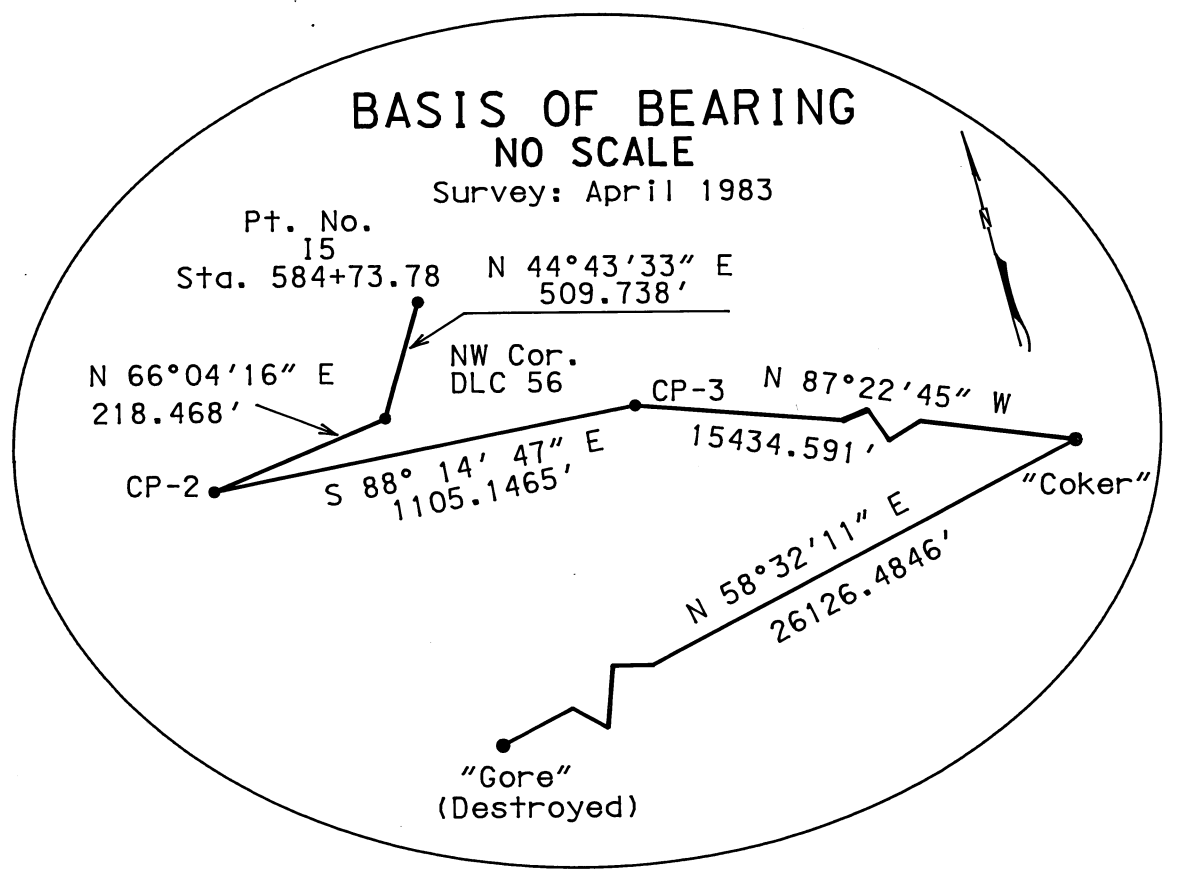 BASIS OF BEARING
NO SCALE
Survey: April 1983
Pt. No.
I5
Sta. 584+73.78
N 44°43'33" E
509.738'
N 66°04'16" E
218.468'
NW Cor.
DLC 56
CP-3
N 87°22'45" W
15434.591'
N
CP-2
S 88° 14' 47" E
1105.1465'
"Coker"
N 58°32'11" E
26126.4846'
"Gore"
(Destroyed)